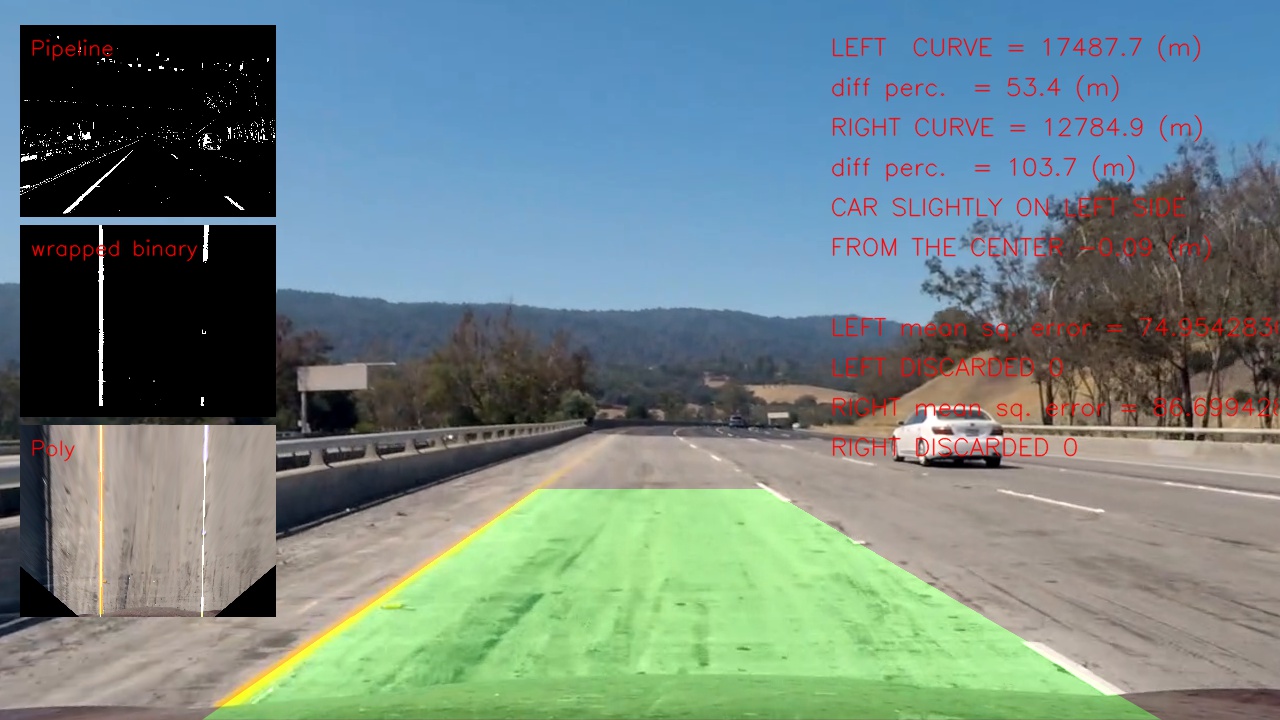 Pipeline
wrapped binary
Poly
LEFT CURVE = 17487.7 (m)
diff perc. = 53.4 (m)
RIGHT CURVE = 12784.9 (m)
diff perc. = 103.7 (m)
CAR SLIGHTLY ON LEFT SIDE
FROM THE CENTER -0.09 (m)
LEFT mean sq. error = 74.9542830
LEFT DISCARDED 0
RIGHT mean sq. error = 86.699420
RIGHT DISCARDED 0